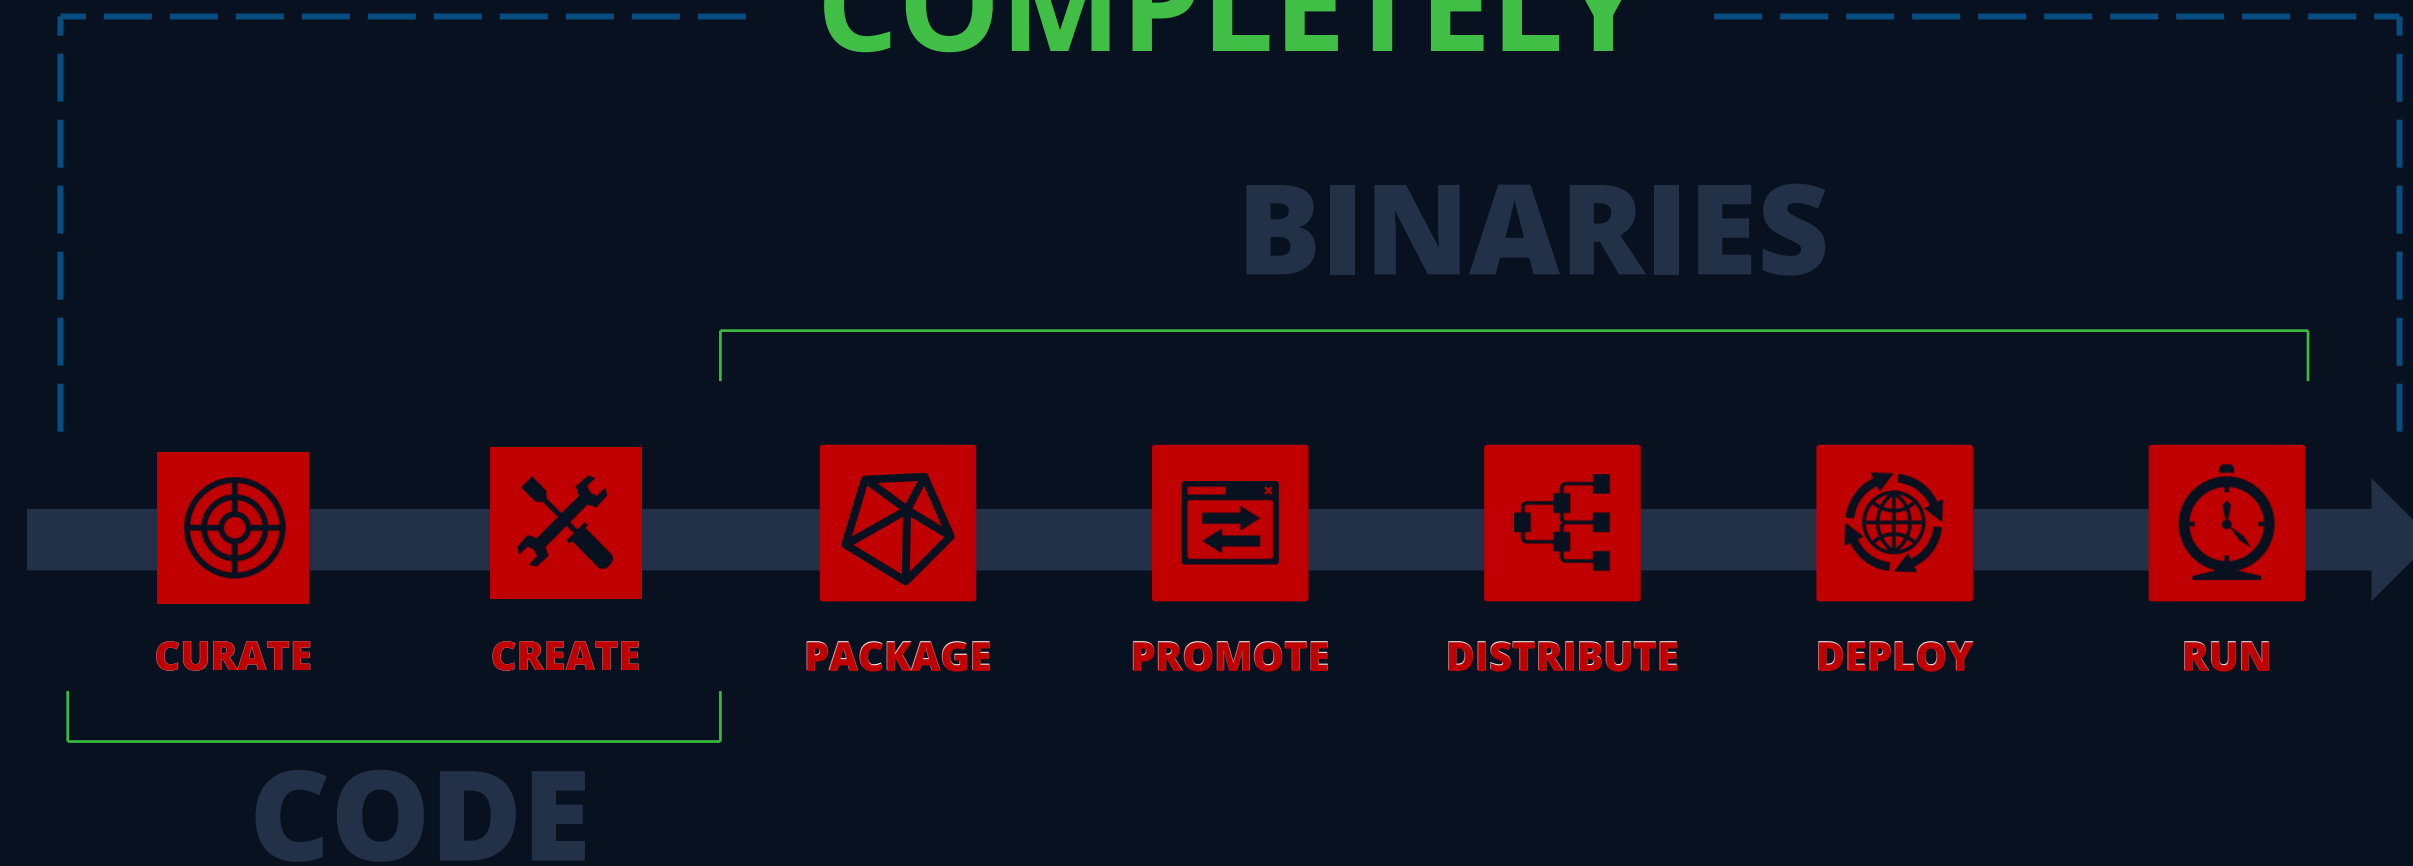 COMPLETELY
BINARIES
CURATE
CREATE
PACKAGE
PROMOTE
DISTRIBUTE
DEPLOY
RUN
CODE